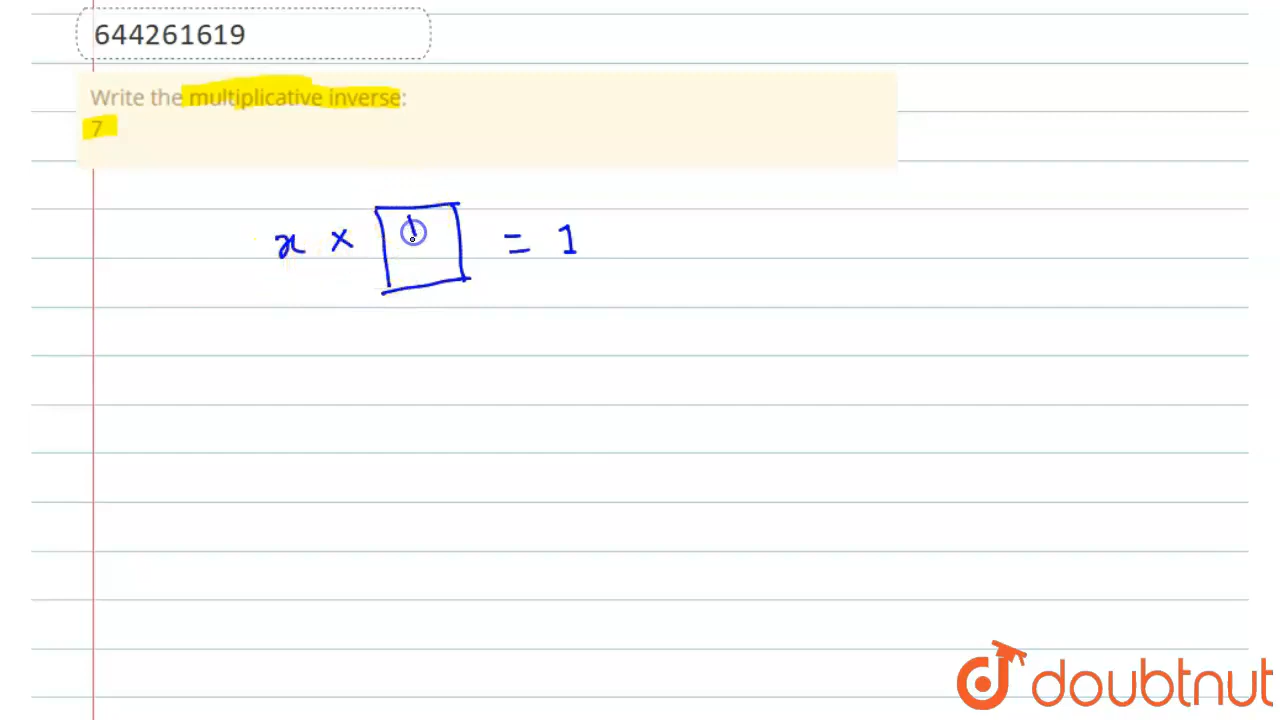 644261619
Write the multiplicative inverse:
7
x × 1 = 1
doubtnut